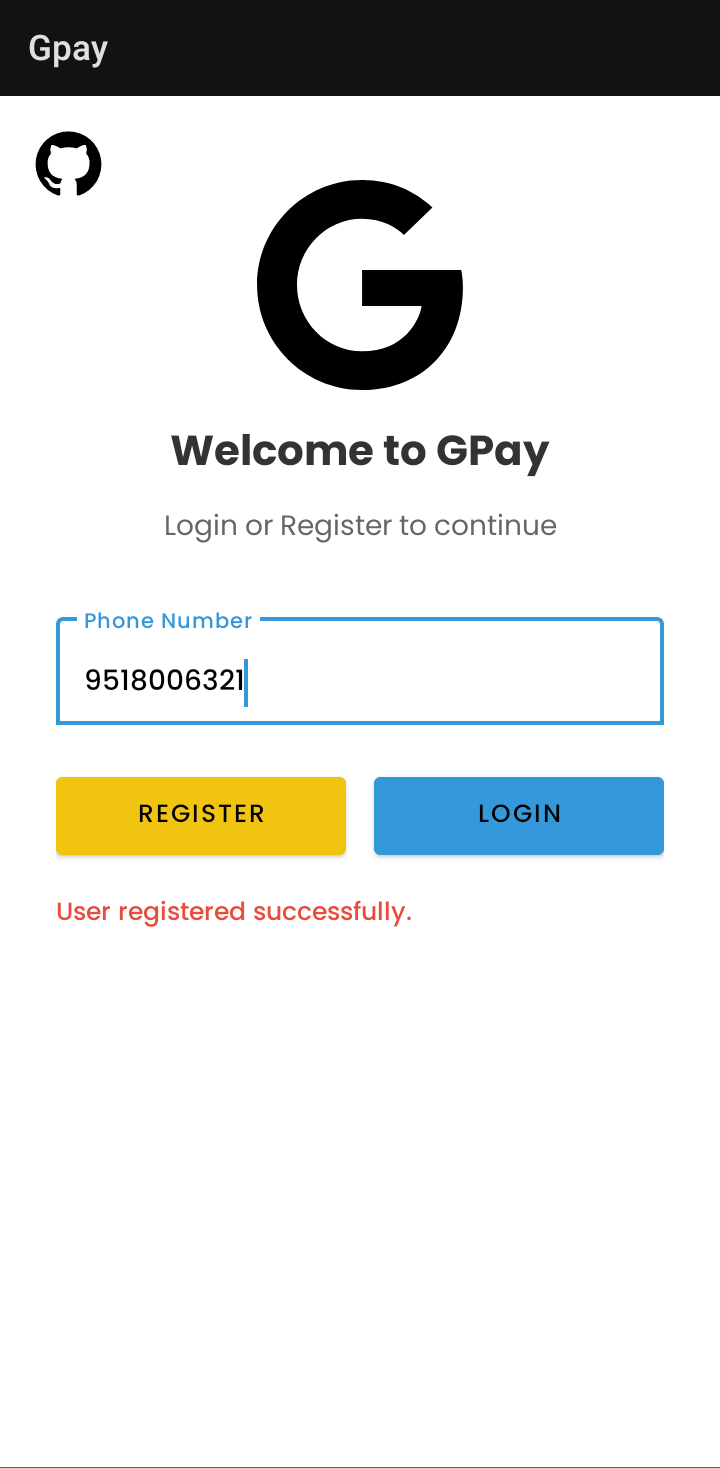 Gpay
Welcome to GPay
Login or Register to continue
Phone Number
9518006321
REGISTER
LOGIN
User registered successfully.